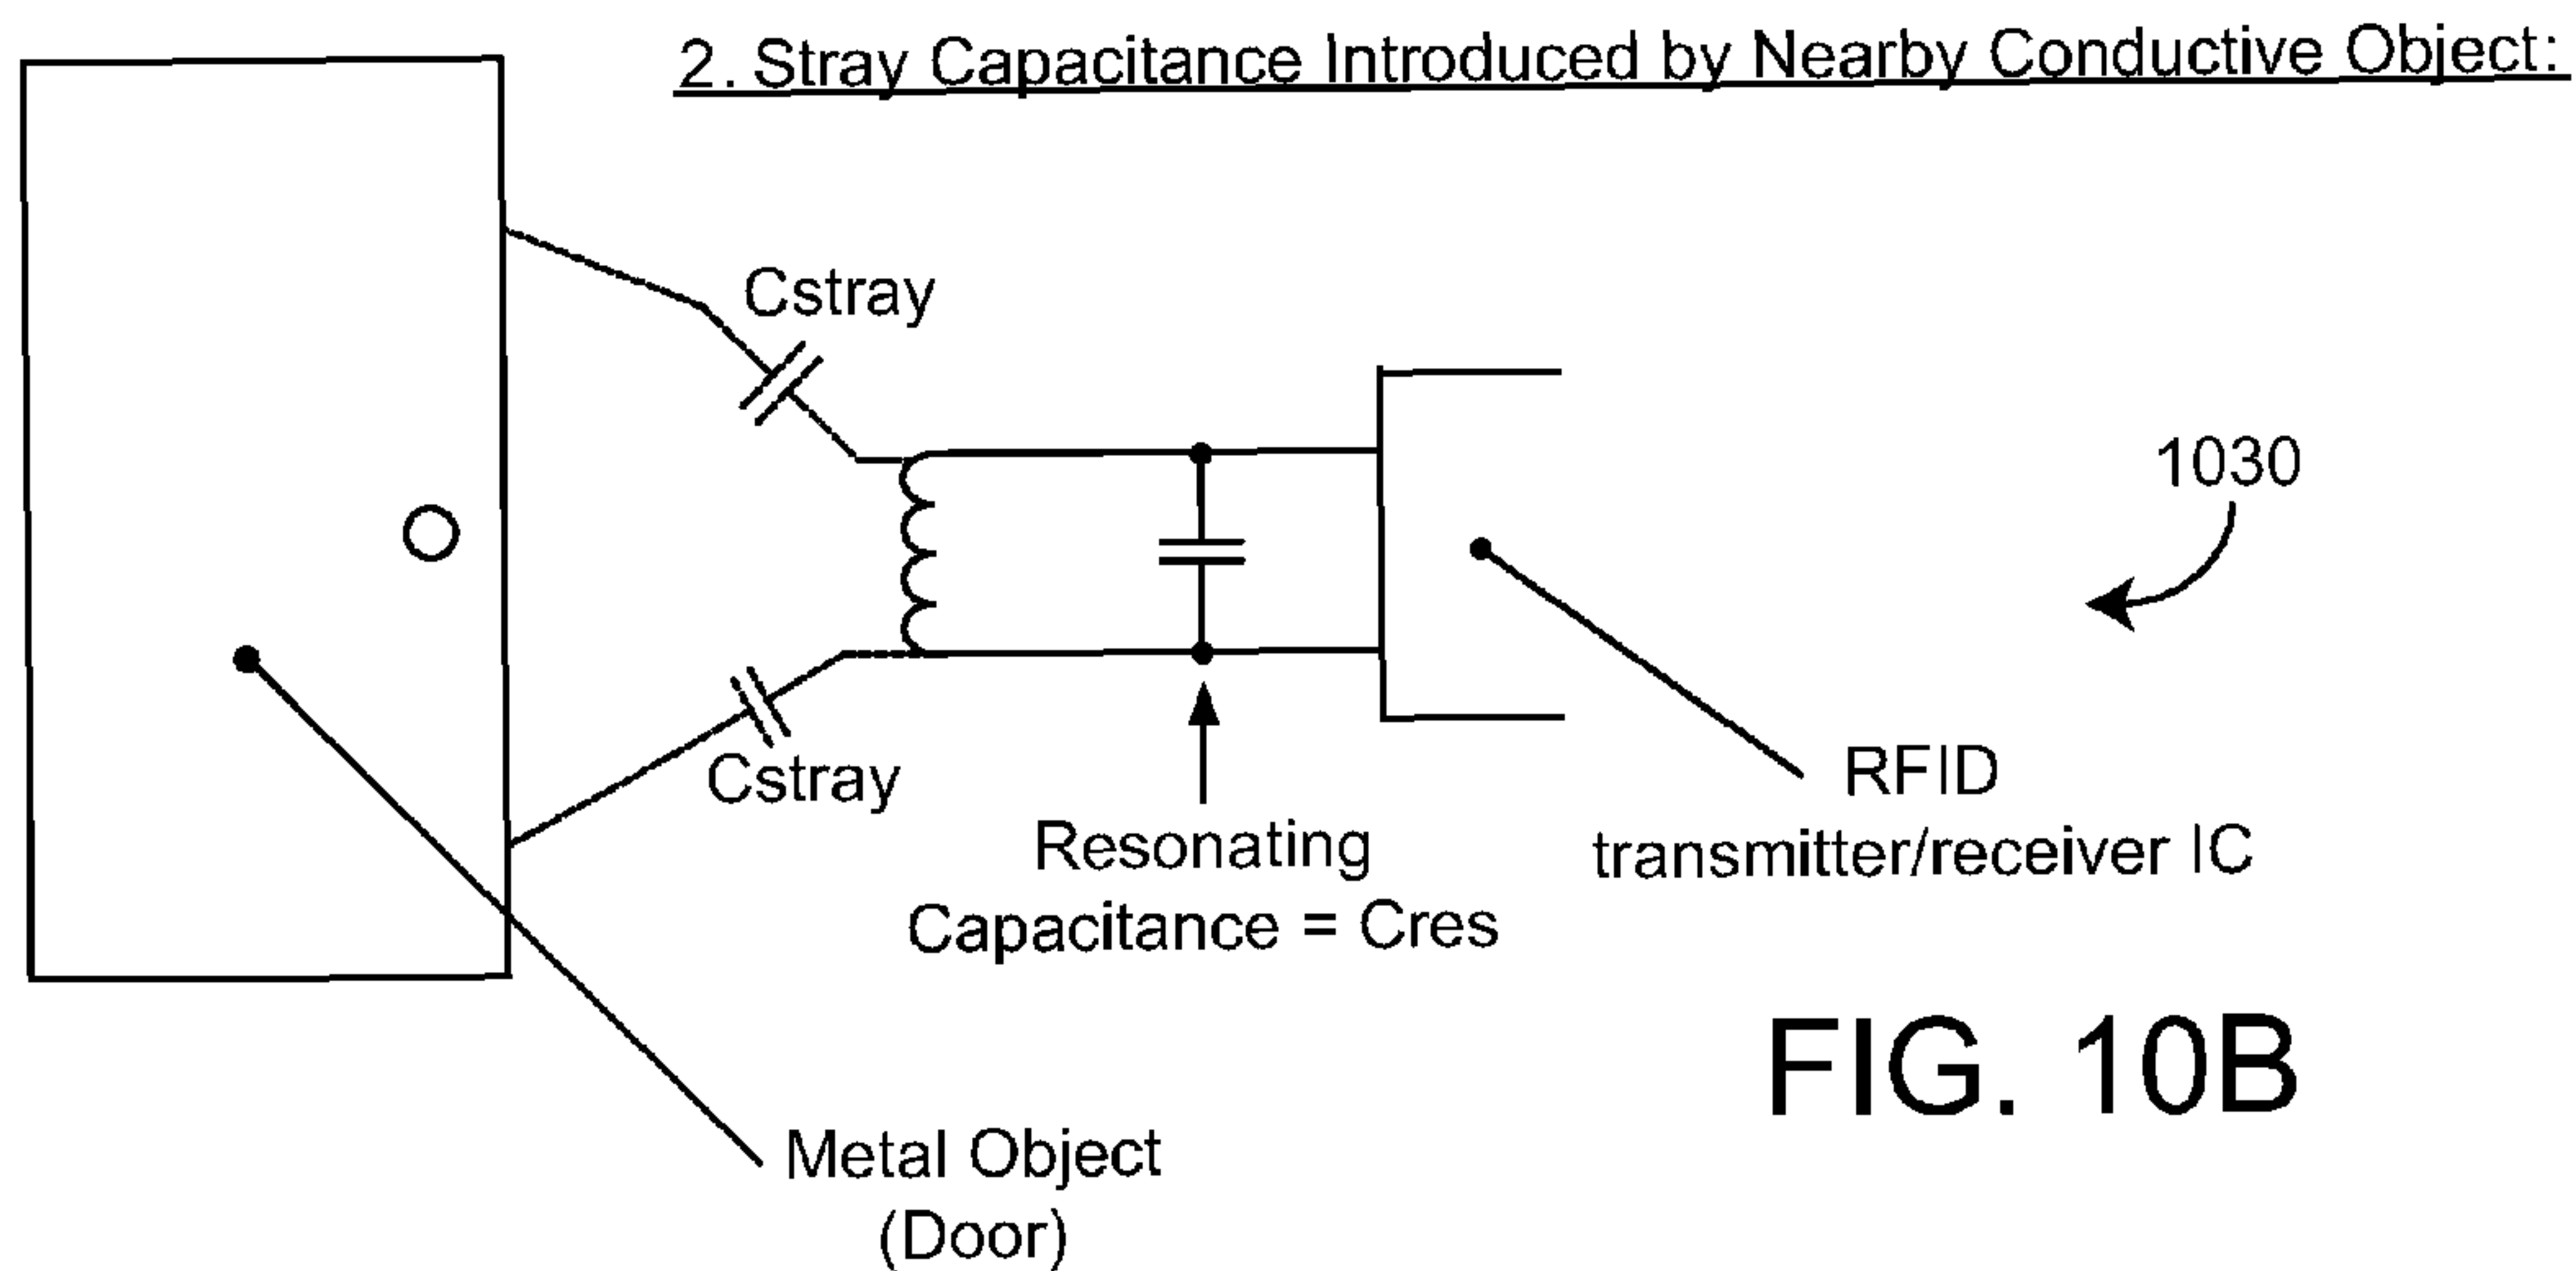 2. Stray Capacitance Introduced by Nearby Conductive Object:
Cstray
1030
Cstray
RFID
transmitter/receiver IC
Resonating
Capacitance = Cres
FIG. 10B
Metal Object
(Door)